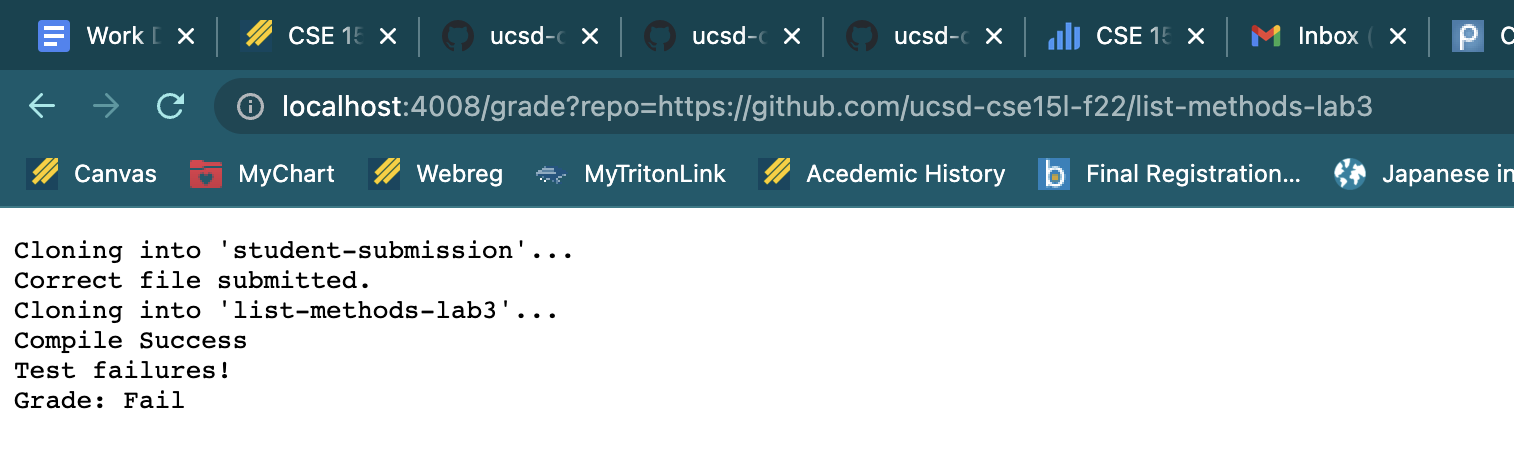 Work D CSE 15 ucsd-c ucsd-c ucsd-c CSE 15 Inbox ( C
localhost:4008/grade?repo=https://github.com/ucsd-cse15l-f22/list-methods-lab3
Canvas MyChart Webreg MyTritonLink Acedemic History Final Registration... Japanese in
Cloning into 'student-submission'...
Correct file submitted.
Cloning into 'list-methods-lab3'...
Compile Success
Test failures!
Grade: Fail